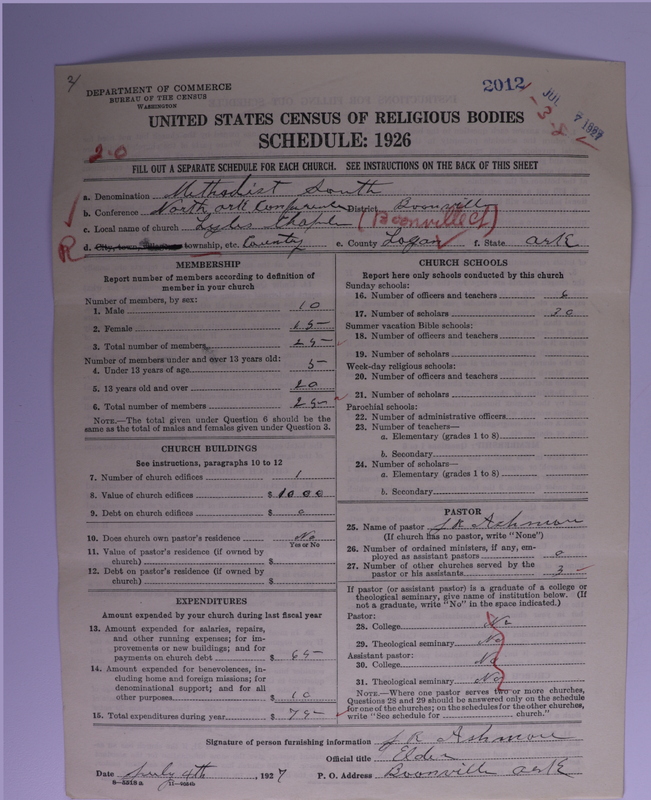 DEPARTMENT OF COMMERCE
BUREAU OF THE CENSUS
WASHINGTON
2012
JUL 7 1927
-3-8
UNITED STATES CENSUS OF RELIGIOUS BODIES
SCHEDULE: 1926
2-0
FILL OUT A SEPARATE SCHEDULE FOR EACH CHURCH. SEE INSTRUCTIONS ON THE BACK OF THIS SHEET
a. Denomination Methodist South
b. Conference North Ark Conference District Boonville
c. Local name of church Lyles Chaple (Boonville Ct)
R
d. City, town, township, etc. County e. County Logan f. State Ark
MEMBERSHIP
Report number of members according to definition of
member in your church
Number of members, by sex:
1. Male 10
2. Female 15
3. Total number of members 25
Number of members under and over 13 years old:
4. Under 13 years of age 5
5. 13 years old and over 20
6. Total number of members 25
NOTE.—The total given under Question 6 should be the
same as the total of males and females given under Question 3.
CHURCH BUILDINGS
See instructions, paragraphs 10 to 12
7. Number of church edifices 1
8. Value of church edifices $1000
9. Debt on church edifices $ 0
10. Does church own pastor's residence No
Yes or No
11. Value of pastor's residence (if owned by
church) $
12. Debt on pastor's residence (if owned by
church) $
EXPENDITURES
Amount expended by your church during last fiscal year
13. Amount expended for salaries, repairs,
and other running expenses; for im-
provements or new buildings; and for
payments on church debt $ 65
14. Amount expended for benevolences, in-
cluding home and foreign missions; for
denominational support; and for all
other purposes $ 10
15. Total expenditures during year $ 75
CHURCH SCHOOLS
Report here only schools conducted by this church
Sunday schools:
16. Number of officers and teachers 6
17. Number of scholars 30
Summer vacation Bible schools:
18. Number of officers and teachers
19. Number of scholars
Week-day religious schools:
20. Number of officers and teachers
21. Number of scholars
Parochial schools:
22. Number of administrative officers
23. Number of teachers—
a. Elementary (grades 1 to 8)
b. Secondary
24. Number of scholars—
a. Elementary (grades 1 to 8)
b. Secondary
PASTOR
25. Name of pastor J K Ashmore
(If church has no pastor, write "None")
26. Number of ordained ministers, if any, em-
ployed as assistant pastors 0
27. Number of other churches served by the
pastor or his assistants 3
If pastor (or assistant pastor) is a graduate of a college or
theological seminary, give name of institution below. (If
not a graduate, write "No" in the space indicated.)
Pastor:
28. College No
29. Theological seminary No
Assistant pastor:
30. College No
31. Theological seminary No
NOTE.—Where one pastor serves two or more churches,
Questions 28 and 29 should be answered only on the schedule
for one of the churches; on the schedules for the other churches,
write "See schedule for church."
Signature of person furnishing information J K Ashmore
Official title Elder
Date July 4th, 1927 P. O. Address Boonville Ark